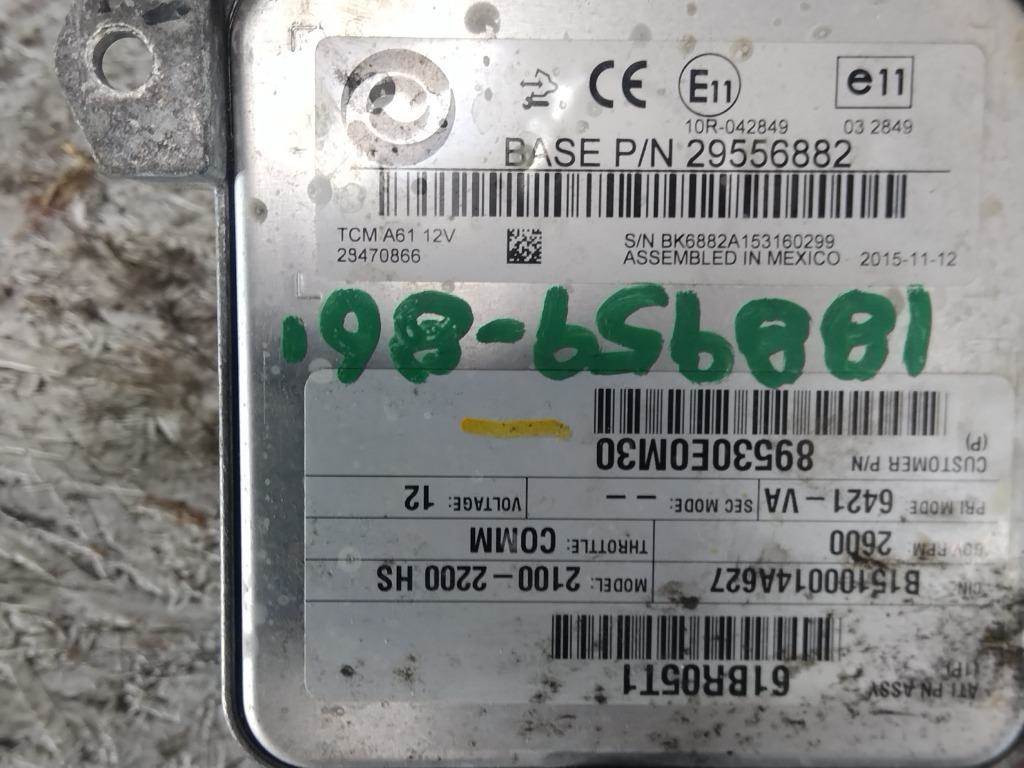 E11
e11
10R-042849 03 2849
BASE P/N 29556882
TCM A61 12V
29470866
S/N BK6882A153160299
ASSEMBLED IN MEXICO 2015-11-12
188959-86
ATI PN ASSY 61BR05T1
(1P)
CIN: B15100014A627 MODEL: 2100-2200 HS
GOV RPM: 2600 THROTTLE: COMM
PRI MODE: 6421-VA SEC MODE: -- VOLTAGE: 12
CUSTOMER P/N 89530E0M30
(P)